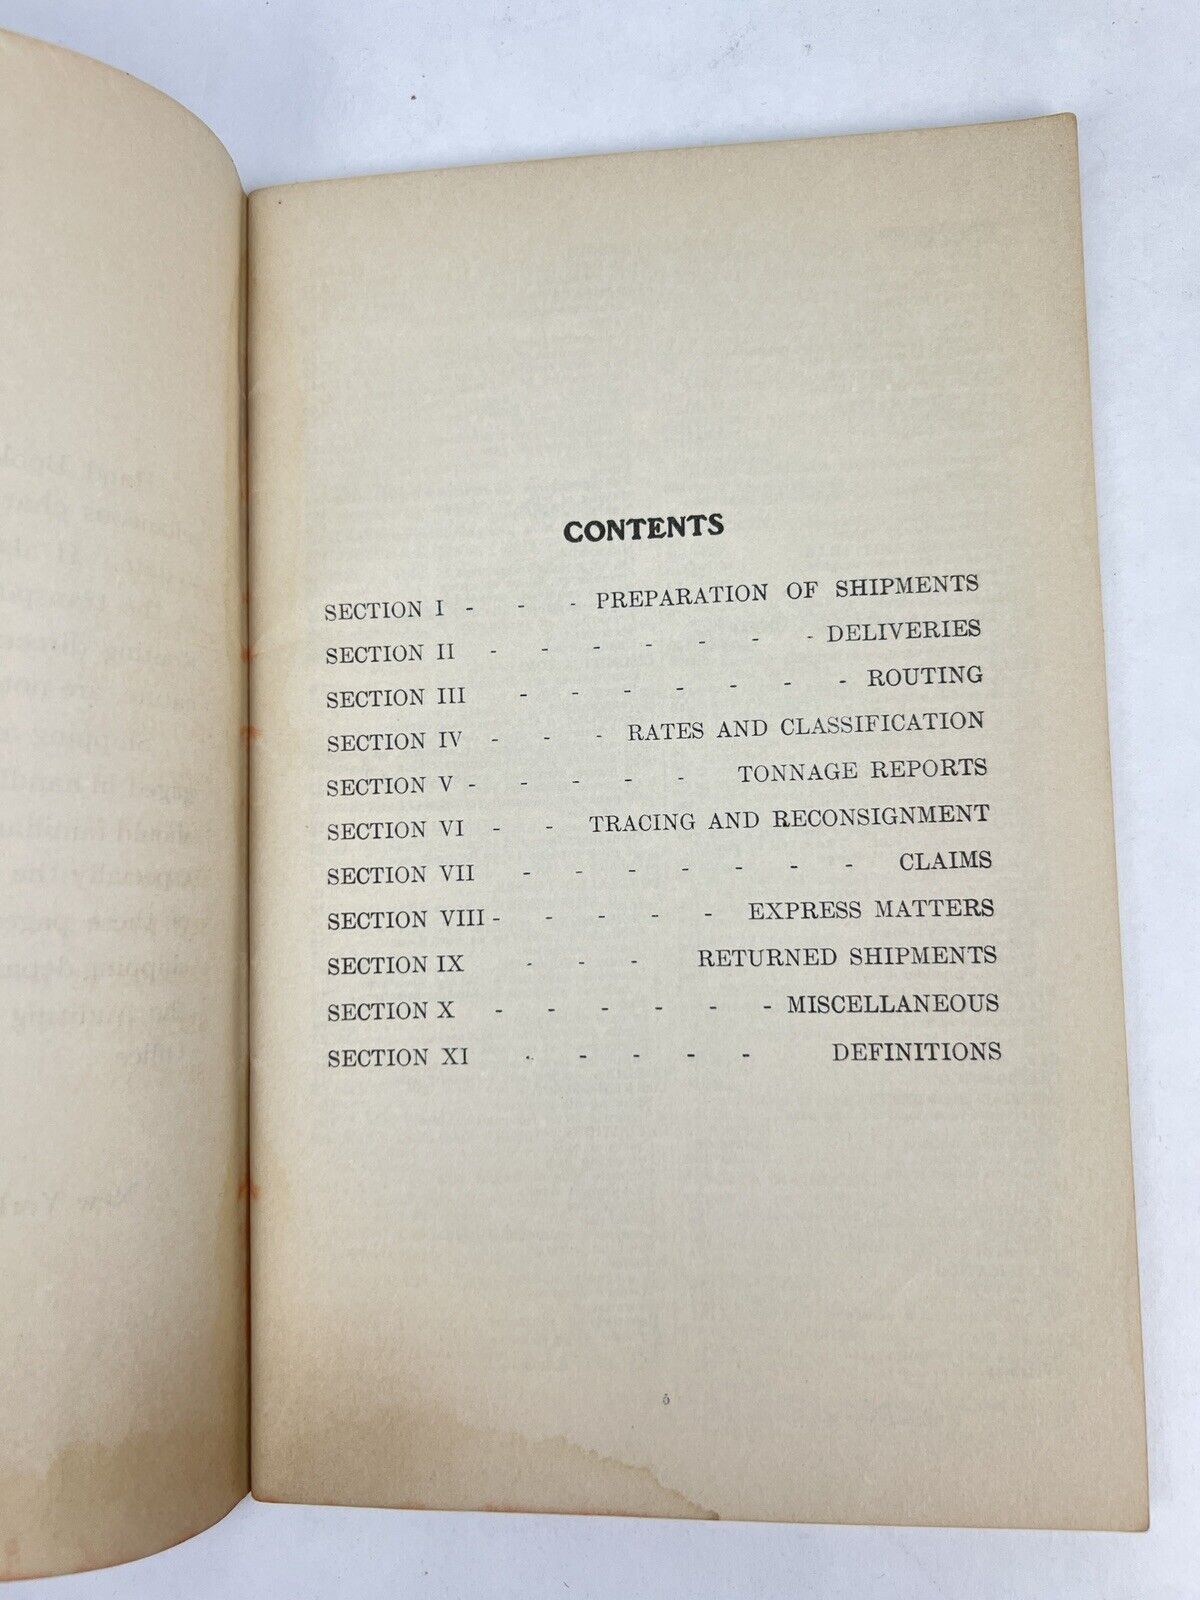 CONTENTS
SECTION I - - - PREPARATION OF SHIPMENTS
SECTION II - - - - - - - DELIVERIES
SECTION III - - - - - - - ROUTING
SECTION IV - - - RATES AND CLASSIFICATION
SECTION V - - - - - TONNAGE REPORTS
SECTION VI - - TRACING AND RECONSIGNMENT
SECTION VII - - - - - - - CLAIMS
SECTION VIII - - - - - EXPRESS MATTERS
SECTION IX - - - RETURNED SHIPMENTS
SECTION X - - - - - - MISCELLANEOUS
SECTION XI - - - - - DEFINITIONS
5